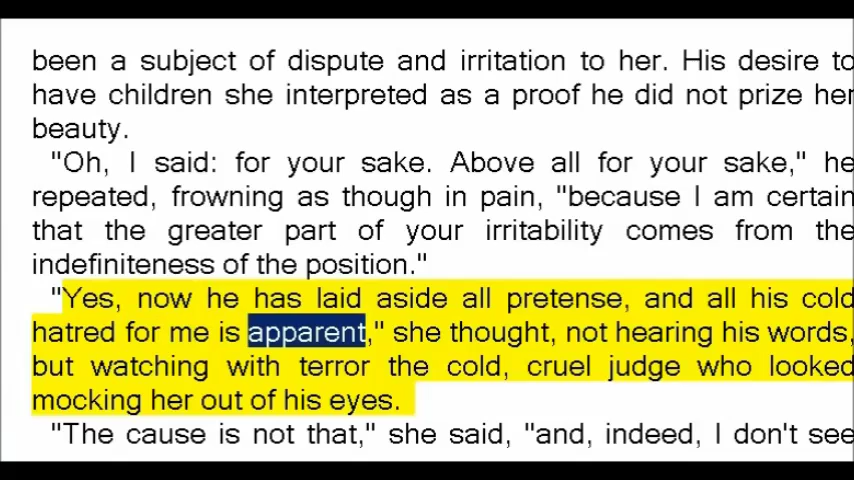 been a subject of dispute and irritation to her. His desire to
have children she interpreted as a proof he did not prize her
beauty.
"Oh, I said: for your sake. Above all for your sake," he
repeated, frowning as though in pain, "because I am certain
that the greater part of your irritability comes from the
indefiniteness of the position."
"Yes, now he has laid aside all pretense, and all his cold
hatred for me is apparent," she thought, not hearing his words,
but watching with terror the cold, cruel judge who looked
mocking her out of his eyes.
"The cause is not that," she said, "and, indeed, I don't see